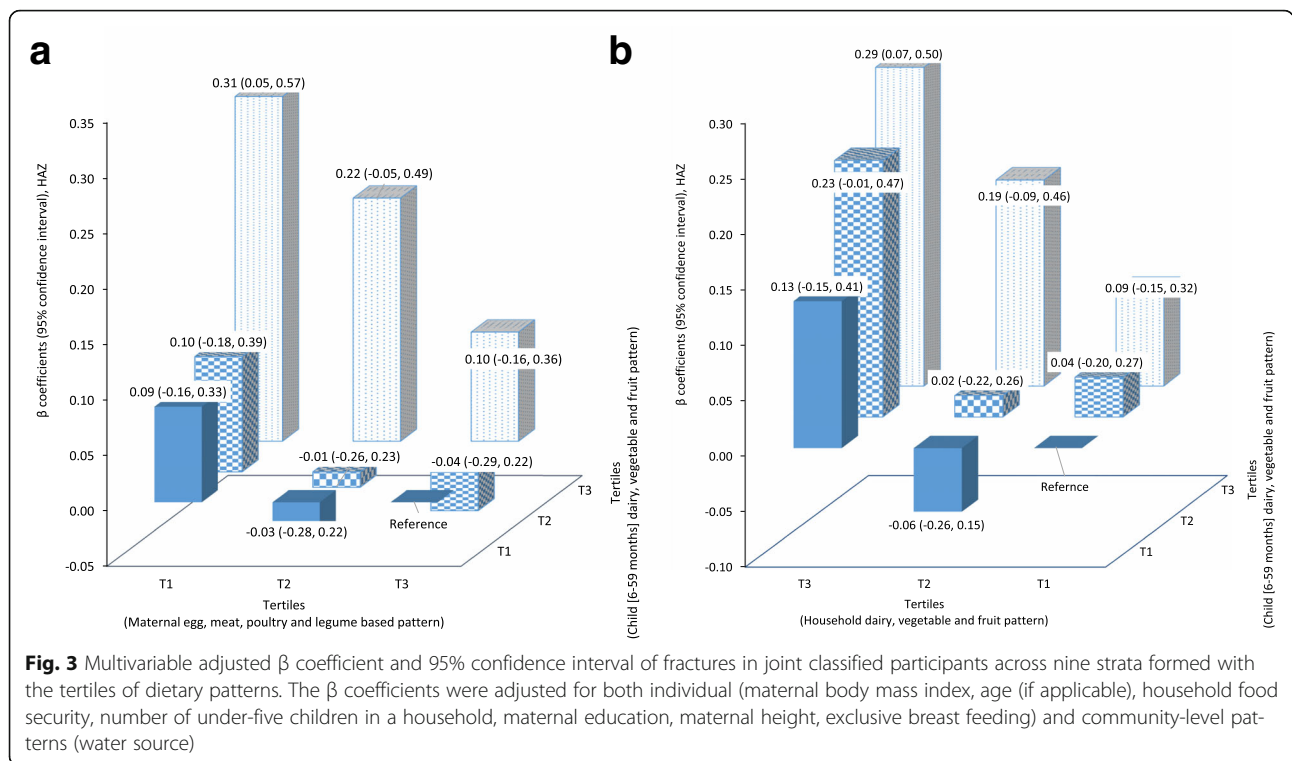 a
0.31 (0.05, 0.57)
0.22 (-0.05, 0.49)
0.10 (-0.18, 0.39)
0.10 (-0.16, 0.36)
0.09 (-0.16, 0.33)
-0.01 (-0.26, 0.23)
-0.04 (-0.29, 0.22)
-0.03 (-0.28, 0.22)
Reference
0.35
0.30
0.25
0.20
0.15
0.10
0.05
0.00
-0.05
β coefficients (95% confidence interval), HAZ
T1
T2
T3
Tertiles
(Maternal egg, meat, poultry and legume based pattern)
T1
T2
T3
Tertiles
(Child [6-59 months] dairy, vegetable and fruit pattern)
b
0.29 (0.07, 0.50)
0.23 (-0.01, 0.47)
0.19 (-0.09, 0.46)
0.13 (-0.15, 0.41)
0.09 (-0.15, 0.32)
0.04 (-0.20, 0.27)
0.02 (-0.22, 0.26)
Refernce
-0.06 (-0.26, 0.15)
0.30
0.25
0.20
0.15
0.10
0.05
0.00
-0.05
-0.10
β coefficients (95% confidence interval), HAZ
T3
T2
T1
Tertiles
(Household dairy, vegetable and fruit pattern)
T1
T2
T3
Tertiles
(Child [6-59 months] dairy, vegetable and fruit pattern)
Fig. 3 Multivariable adjusted β coefficient and 95% confidence interval of fractures in joint classified participants across nine strata formed with
the tertiles of dietary patterns. The β coefficients were adjusted for both individual (maternal body mass index, age (if applicable), household food
security, number of under-five children in a household, maternal education, maternal height, exclusive breast feeding) and community-level pat-
terns (water source)